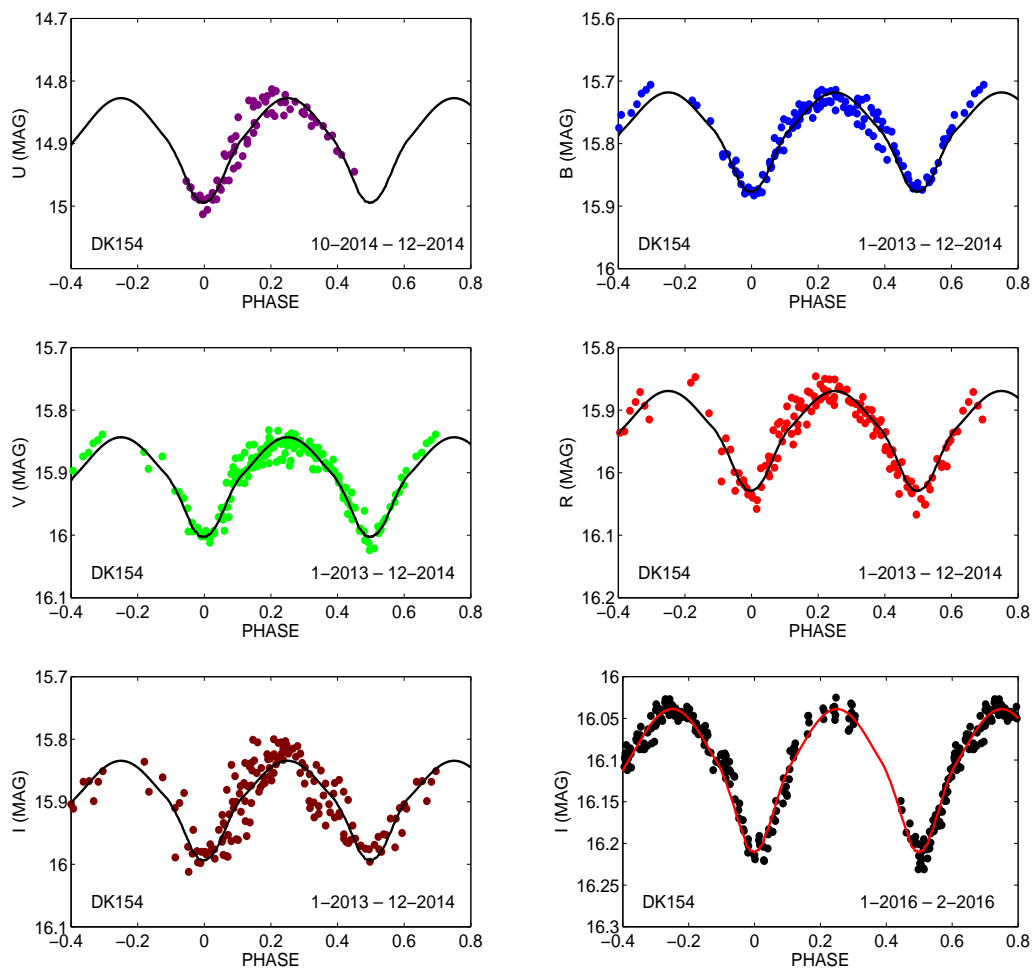 14.7
14.8
14.9
15
U (MAG)
DK154
10−2014 − 12−2014
−0.4 −0.2 0 0.2 0.4 0.6 0.8
PHASE
15.6
15.7
15.8
15.9
16
B (MAG)
DK154
1−2013 − 12−2014
−0.4 −0.2 0 0.2 0.4 0.6 0.8
PHASE
15.7
15.8
15.9
16
16.1
V (MAG)
DK154
1−2013 − 12−2014
−0.4 −0.2 0 0.2 0.4 0.6 0.8
PHASE
15.8
15.9
16
16.1
16.2
R (MAG)
DK154
1−2013 − 12−2014
−0.4 −0.2 0 0.2 0.4 0.6 0.8
PHASE
15.7
15.8
15.9
16
16.1
I (MAG)
DK154
1−2013 − 12−2014
−0.4 −0.2 0 0.2 0.4 0.6 0.8
PHASE
16
16.05
16.1
16.15
16.2
16.25
16.3
I (MAG)
DK154
1−2016 − 2−2016
−0.4 −0.2 0 0.2 0.4 0.6 0.8
PHASE